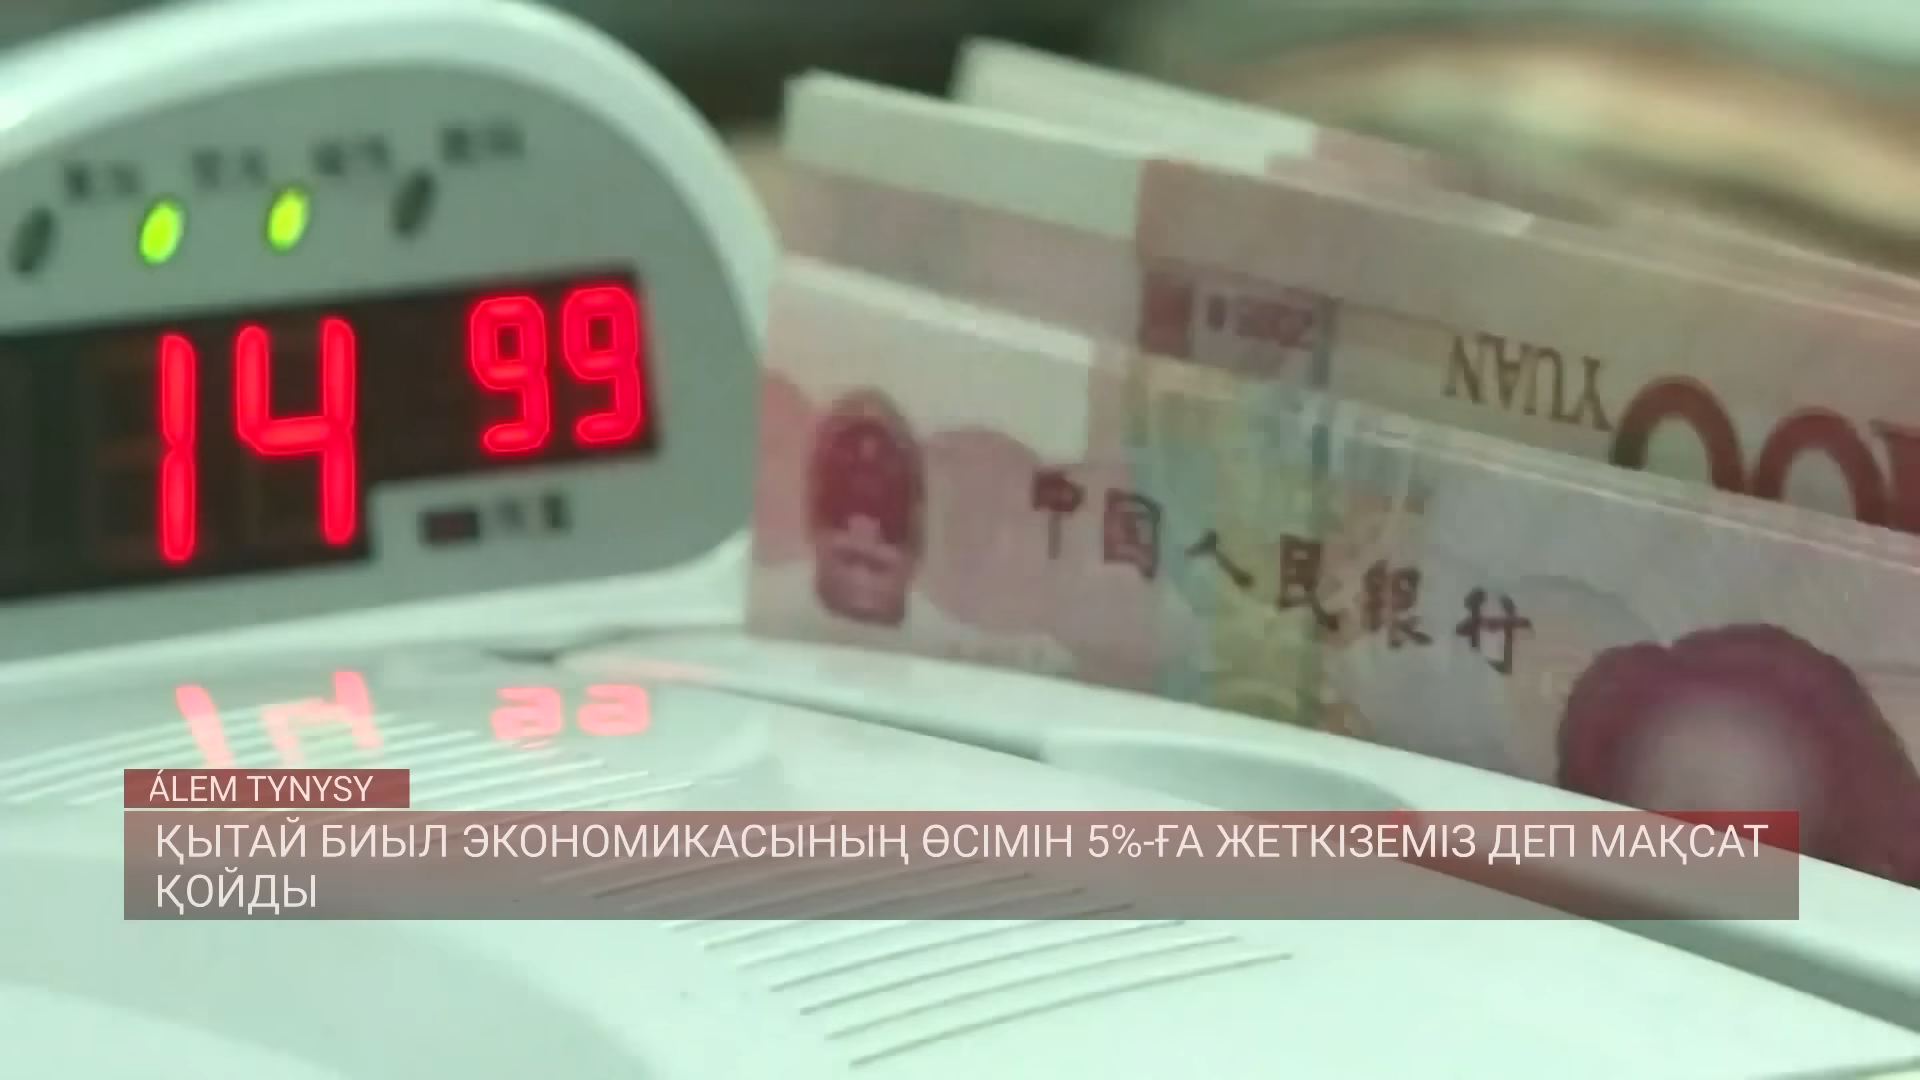 14 99
YUAN
100
中国人民银行
ÁLEM TYNYSY
ҚЫТАЙ БИЫЛ ЭКОНОМИКАСЫНЫҢ ӨСІМІН 5%-ҒА ЖЕТКІЗЕМІЗ ДЕП МАҚСАТ
ҚОЙДЫ